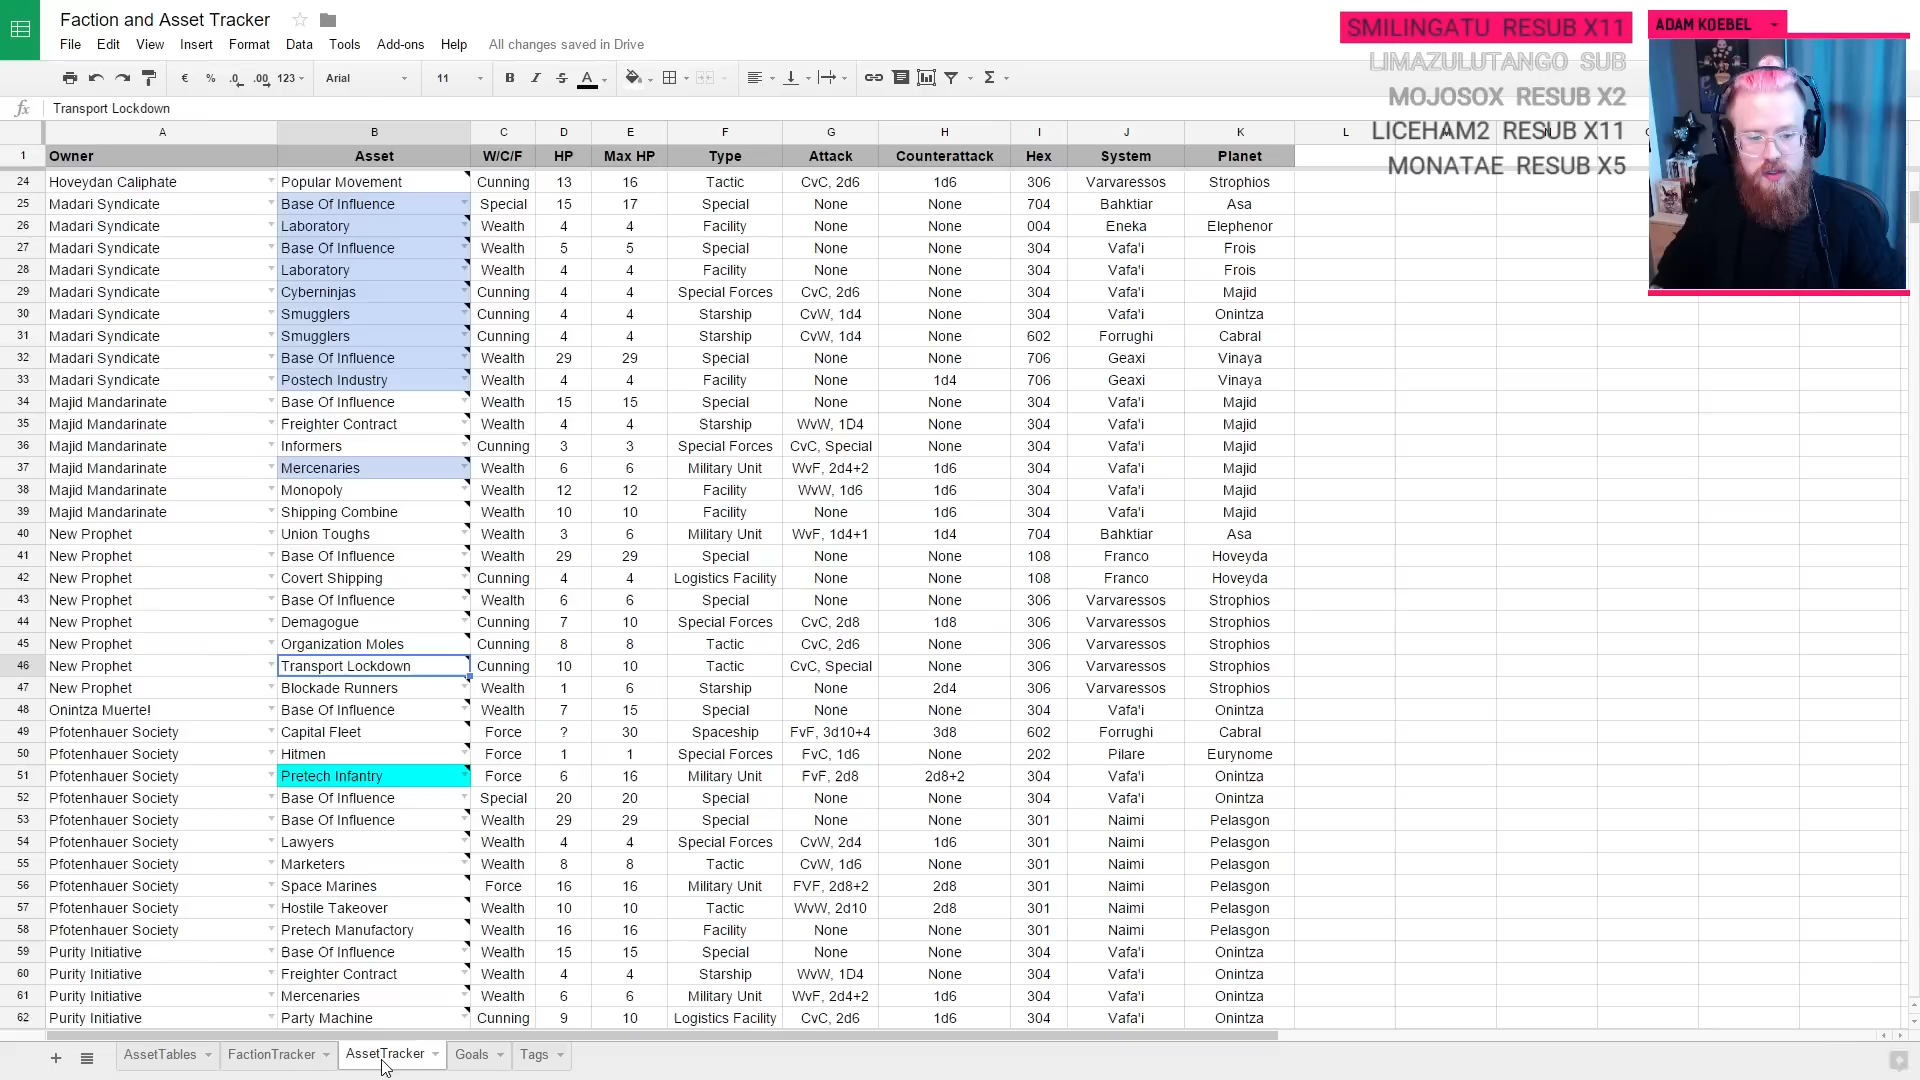 Faction and Asset Tracker
File Edit View Insert Format Data Tools Add-ons Help All changes saved in Drive
€ % .0 .00 123 Arial 11 B I S A Σ
fx Transport Lockdown
A B C D E F G H I J K L
1 Owner Asset W/C/F HP Max HP Type Attack Counterattack Hex System Planet
24 Hoveydan Caliphate Popular Movement Cunning 13 16 Tactic CvC, 2d6 1d6 306 Varvaressos Strophios
25 Madari Syndicate Base Of Influence Special 15 17 Special None None 704 Bahktiar Asa
26 Madari Syndicate Laboratory Wealth 4 4 Facility None None 004 Eneka Elephenor
27 Madari Syndicate Base Of Influence Wealth 5 5 Special None None 304 Vafa'i Frois
28 Madari Syndicate Laboratory Wealth 4 4 Facility None None 304 Vafa'i Frois
29 Madari Syndicate Cyberninjas Cunning 4 4 Special Forces CvC, 2d6 None 304 Vafa'i Majid
30 Madari Syndicate Smugglers Cunning 4 4 Starship CvW, 1d4 None 304 Vafa'i Onintza
31 Madari Syndicate Smugglers Cunning 4 4 Starship CvW, 1d4 None 602 Forrughi Cabral
32 Madari Syndicate Base Of Influence Wealth 29 29 Special None None 706 Geaxi Vinaya
33 Madari Syndicate Postech Industry Wealth 4 4 Facility None 1d4 706 Geaxi Vinaya
34 Majid Mandarinate Base Of Influence Wealth 15 15 Special None None 304 Vafa'i Majid
35 Majid Mandarinate Freighter Contract Wealth 4 4 Starship WvW, 1D4 None 304 Vafa'i Majid
36 Majid Mandarinate Informers Cunning 3 3 Special Forces CvC, Special None 304 Vafa'i Majid
37 Majid Mandarinate Mercenaries Wealth 6 6 Military Unit WvF, 2d4+2 1d6 304 Vafa'i Majid
38 Majid Mandarinate Monopoly Wealth 12 12 Facility WvW, 1d6 1d6 304 Vafa'i Majid
39 Majid Mandarinate Shipping Combine Wealth 10 10 Facility None 1d6 304 Vafa'i Majid
40 New Prophet Union Toughs Wealth 3 6 Military Unit WvF, 1d4+1 1d4 704 Bahktiar Asa
41 New Prophet Base Of Influence Wealth 29 29 Special None None 108 Franco Hoveyda
42 New Prophet Covert Shipping Cunning 4 4 Logistics Facility None None 108 Franco Hoveyda
43 New Prophet Base Of Influence Wealth 6 6 Special None None 306 Varvaressos Strophios
44 New Prophet Demagogue Cunning 7 10 Special Forces CvC, 2d8 1d8 306 Varvaressos Strophios
45 New Prophet Organization Moles Cunning 8 8 Tactic CvC, 2d6 None 306 Varvaressos Strophios
46 New Prophet Transport Lockdown Cunning 10 10 Tactic CvC, Special None 306 Varvaressos Strophios
47 New Prophet Blockade Runners Wealth 1 6 Starship None 2d4 306 Varvaressos Strophios
48 Onintza Muerte! Base Of Influence Wealth 7 15 Special None None 304 Vafa'i Onintza
49 Pfotenhauer Society Capital Fleet Force ? 30 Spaceship FvF, 3d10+4 3d8 602 Forrughi Cabral
50 Pfotenhauer Society Hitmen Force 1 1 Special Forces FvC, 1d6 None 202 Pilare Eurynome
51 Pfotenhauer Society Pretech Infantry Force 6 16 Military Unit FvF, 2d8 2d8+2 304 Vafa'i Onintza
52 Pfotenhauer Society Base Of Influence Special 20 20 Special None None 304 Vafa'i Onintza
53 Pfotenhauer Society Base Of Influence Wealth 29 29 Special None None 301 Naimi Pelasgon
54 Pfotenhauer Society Lawyers Wealth 4 4 Special Forces CvW, 2d4 1d6 301 Naimi Pelasgon
55 Pfotenhauer Society Marketers Wealth 8 8 Tactic CvW, 1d6 None 301 Naimi Pelasgon
56 Pfotenhauer Society Space Marines Force 16 16 Military Unit FVF, 2d8+2 2d8 301 Naimi Pelasgon
57 Pfotenhauer Society Hostile Takeover Wealth 10 10 Tactic WvW, 2d10 2d8 301 Naimi Pelasgon
58 Pfotenhauer Society Pretech Manufactory Wealth 16 16 Facility None None 301 Naimi Pelasgon
59 Purity Initiative Base Of Influence Wealth 15 15 Special None None 304 Vafa'i Onintza
60 Purity Initiative Freighter Contract Wealth 4 4 Starship WvW, 1D4 None 304 Vafa'i Onintza
61 Purity Initiative Mercenaries Wealth 6 6 Military Unit WvF, 2d4+2 1d6 304 Vafa'i Onintza
62 Purity Initiative Party Machine Cunning 9 10 Logistics Facility CvC, 2d6 1d6 304 Vafa'i Onintza
AssetTables FactionTracker AssetTracker Goals Tags
SMILINGATU RESUB X11
LIMAZULUTANGO SUB
MOJOSOX RESUB X2
LICEHAM2 RESUB X11
MONATAE RESUB X5
ADAM KOEBEL